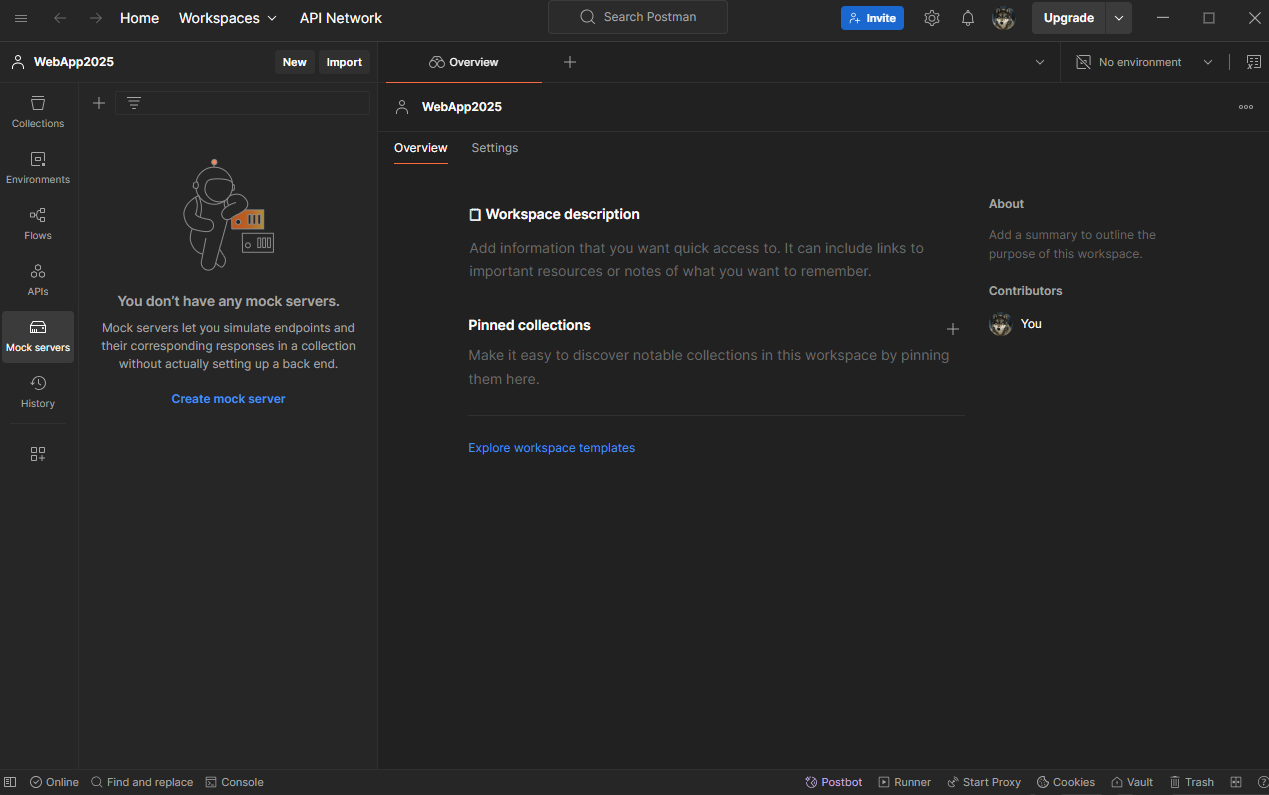 Home Workspaces API Network Search Postman Invite Upgrade
WebApp2025 New Import Overview No environment
Collections
Environments
Flows
APIs
Mock servers
History
You don’t have any mock servers.
Mock servers let you simulate endpoints and
their corresponding responses in a collection
without actually setting up a back end.
Create mock server
WebApp2025
Overview Settings
Workspace description
Add information that you want quick access to. It can include links to
important resources or notes of what you want to remember.
Pinned collections
Make it easy to discover notable collections in this workspace by pinning
them here.
Explore workspace templates
About
Add a summary to outline the
purpose of this workspace.
Contributors
You
Online Find and replace Console Postbot Runner Start Proxy Cookies Vault Trash